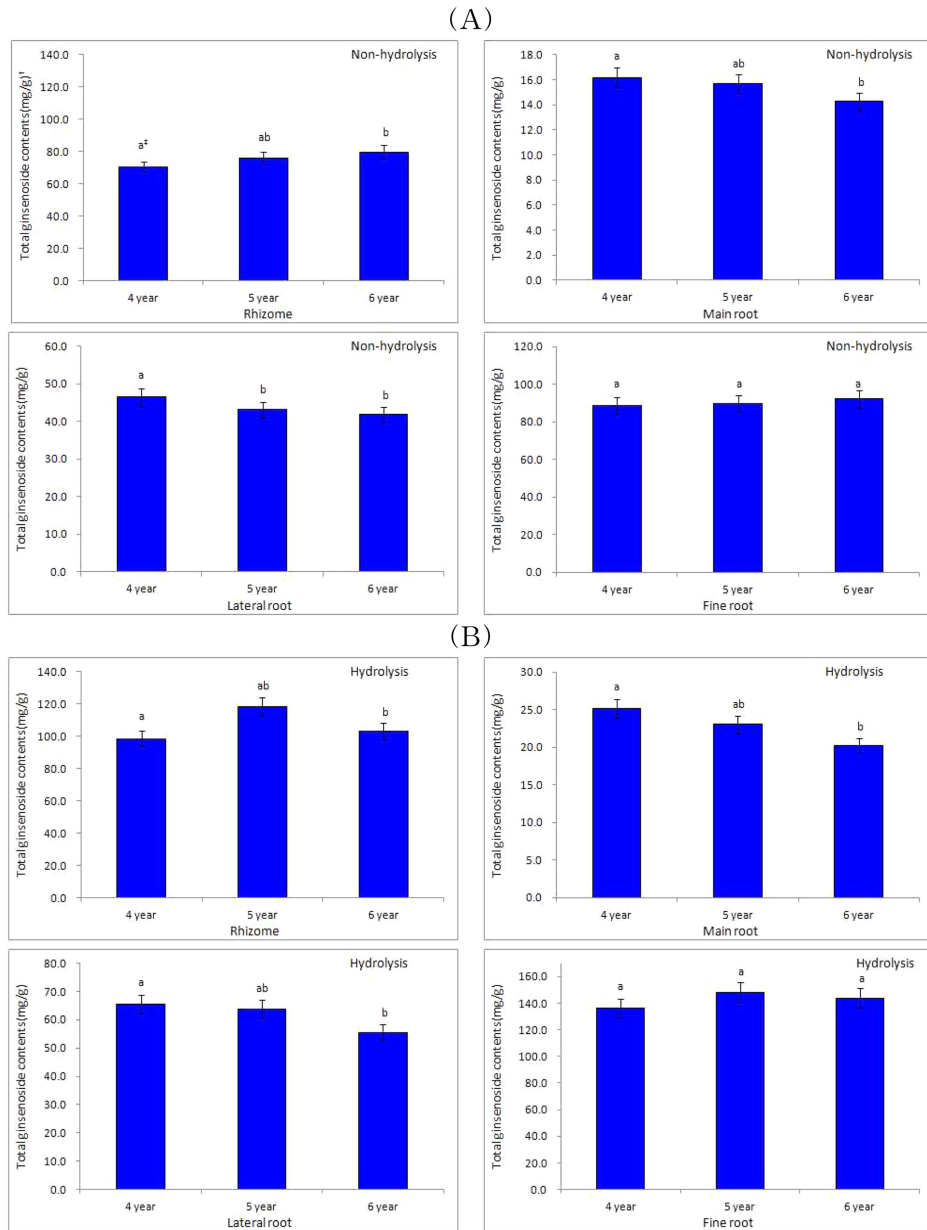 (A)
Non-hydrolysis
Total ginsenoside contents(mg/g)†
140.0
120.0
100.0
80.0
60.0
40.0
20.0
0.0
a‡
ab
b
4 year
5 year
6 year
Rhizome
Non-hydrolysis
Total ginsenoside contents(mg/g)
18.0
16.0
14.0
12.0
10.0
8.0
6.0
4.0
2.0
0.0
a
ab
b
4 year
5 year
6 year
Main root
Non-hydrolysis
Total ginsenoside contents(mg/g)
60.0
50.0
40.0
30.0
20.0
10.0
0.0
a
b
b
4 year
5 year
6 year
Lateral root
Non-hydrolysis
Total ginsenoside contents(mg/g)
120.0
100.0
80.0
60.0
40.0
20.0
0.0
a
a
a
4 year
5 year
6 year
Fine root
(B)
Hydrolysis
Total ginsenoside contents(mg/g)
140.0
120.0
100.0
80.0
60.0
40.0
20.0
0.0
a
ab
b
4 year
5 year
6 year
Rhizome
Hydrolysis
Total ginsenoside contents(mg/g)
30.0
25.0
20.0
15.0
10.0
5.0
0.0
a
ab
b
4 year
5 year
6 year
Main root
Hydrolysis
Total ginsenoside contents(mg/g)
80.0
70.0
60.0
50.0
40.0
30.0
20.0
10.0
0.0
a
ab
b
4 year
5 year
6 year
Lateral root
Hydrolysis
Total ginsenoside contents(mg/g)
160.0
140.0
120.0
100.0
80.0
60.0
40.0
20.0
0.0
a
a
a
4 year
5 year
6 year
Fine root